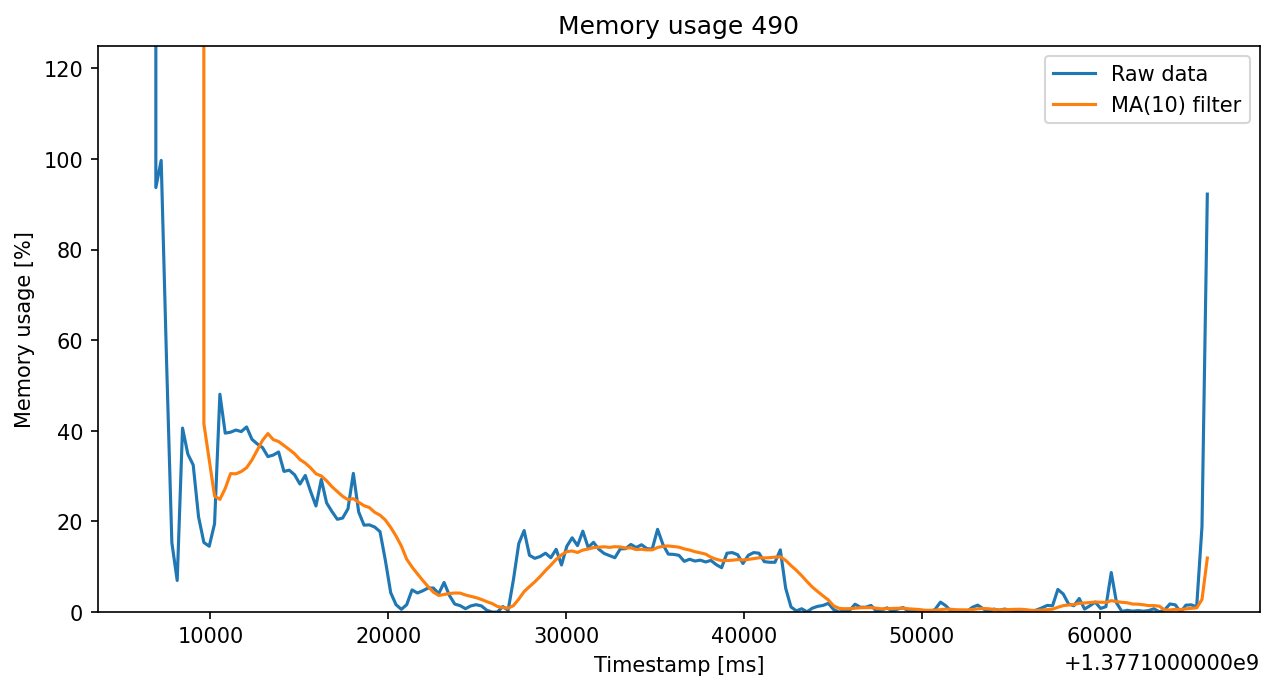 Memory usage 490
Raw data
MA(10) filter
120
100
80
60
40
20
0
Memory usage [%]
10000 20000 30000 40000 50000 60000
Timestamp [ms]
+1.3771000000e9